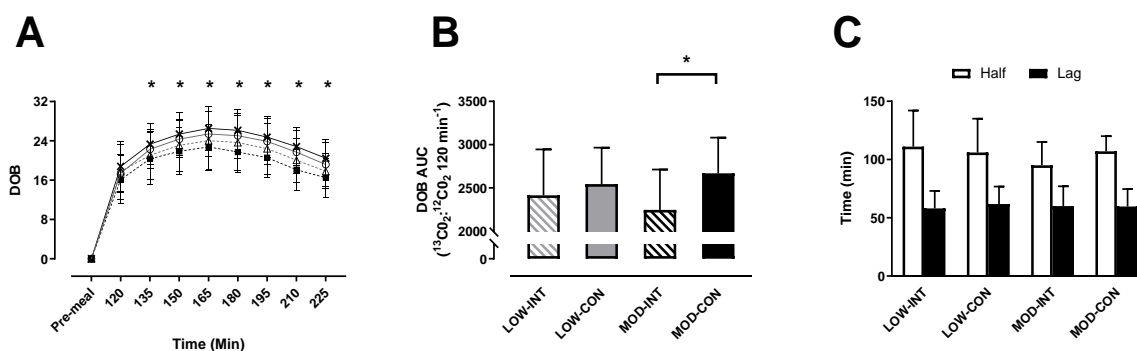 A
* * * * * * *
32
24
16
8
0
DOB
Pre-meal
120
135
150
165
180
195
210
225
Time (Min)
B
*
3500
3000
2500
2000
0
DOB AUC
(¹³C0₂:¹²C0₂ 120 min⁻¹)
LOW-INT
LOW-CON
MOD-INT
MOD-CON
C
Half Lag
150
100
50
0
Time (min)
LOW-INT
LOW-CON
MOD-INT
MOD-CON